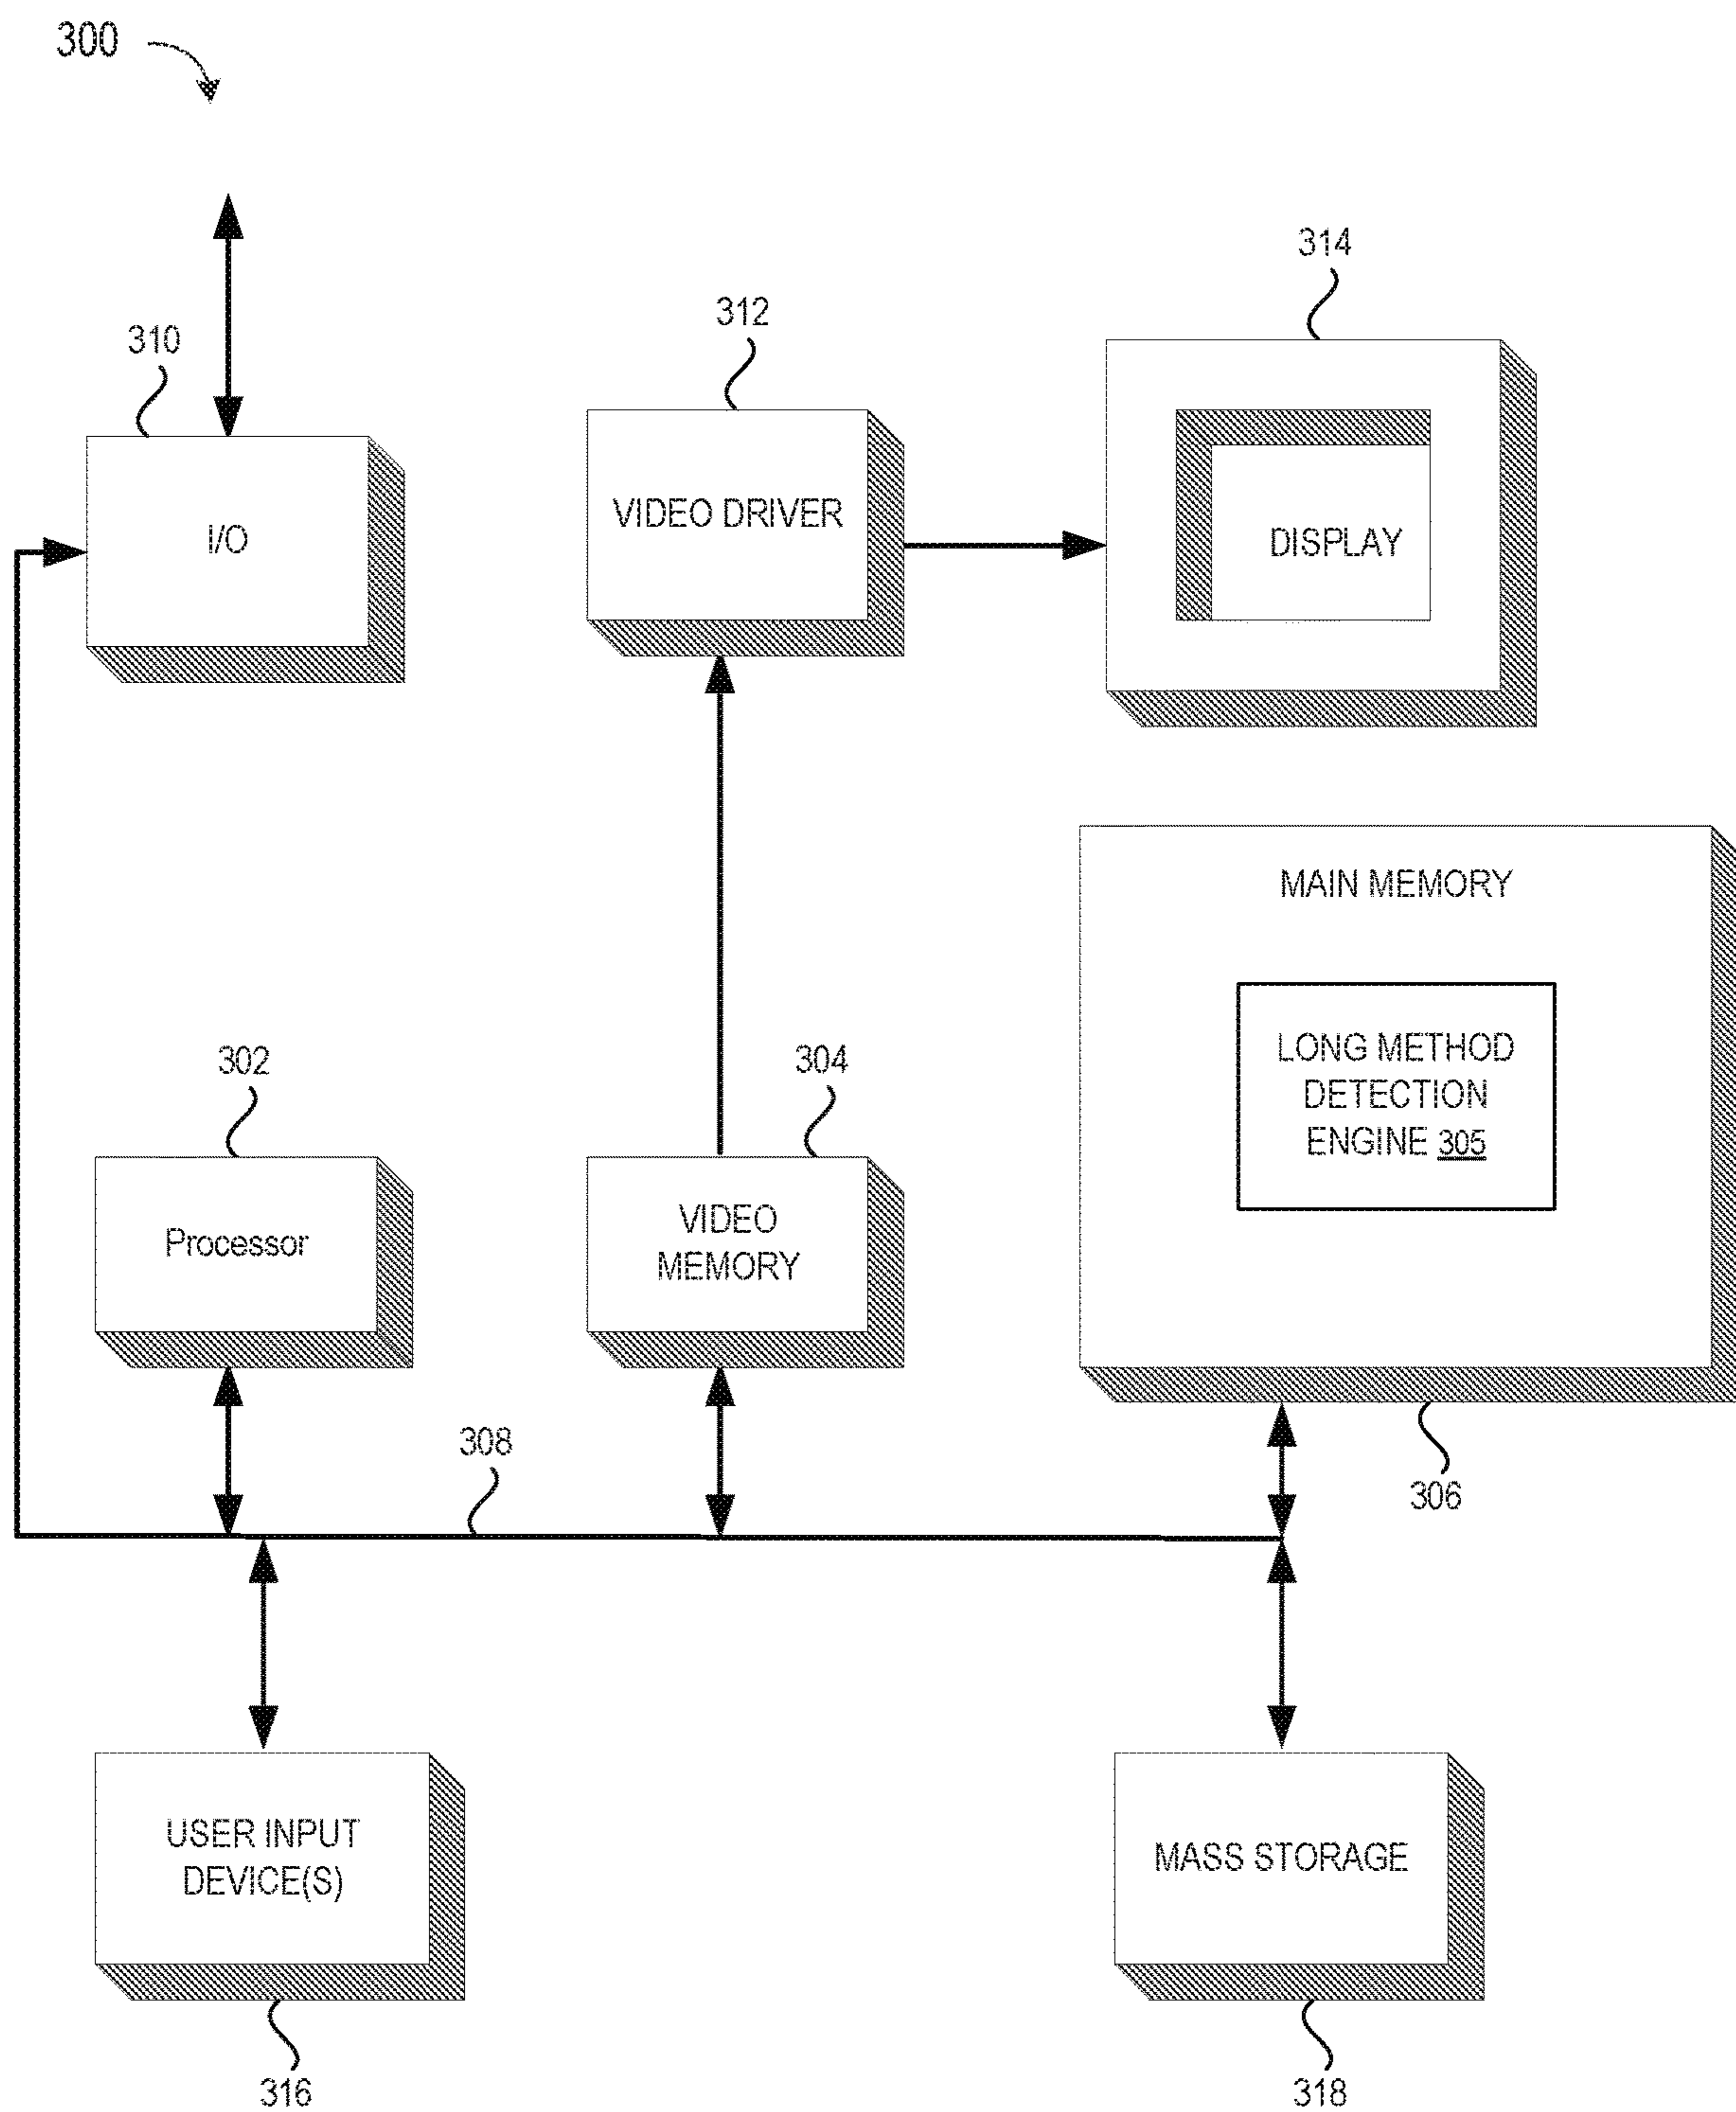 300
314
312
310
VIDEO DRIVER
I/O
DISPLAY
MAIN MEMORY
LONG METHOD
DETECTION
ENGINE 305
302
304
Processor
VIDEO
MEMORY
308
306
USER INPUT
DEVICE(S)
MASS STORAGE
316
318